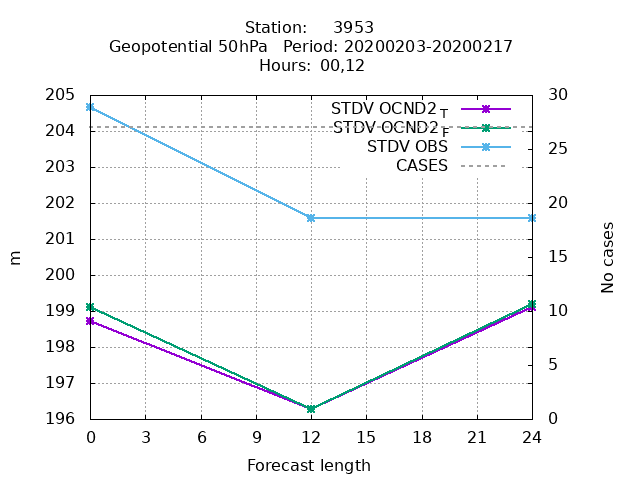 Station: 3953
Geopotential 50hPa Period: 20200203-20200217
Hours: 00,12
205 30
STDV OCND2 T
204 STDV OCND2 F
25
STDV OBS
203 CASES
202 20
201
15
m 200 No cases
199 10
198
5
197
196 0
0 3 6 9 12 15 18 21 24
Forecast length